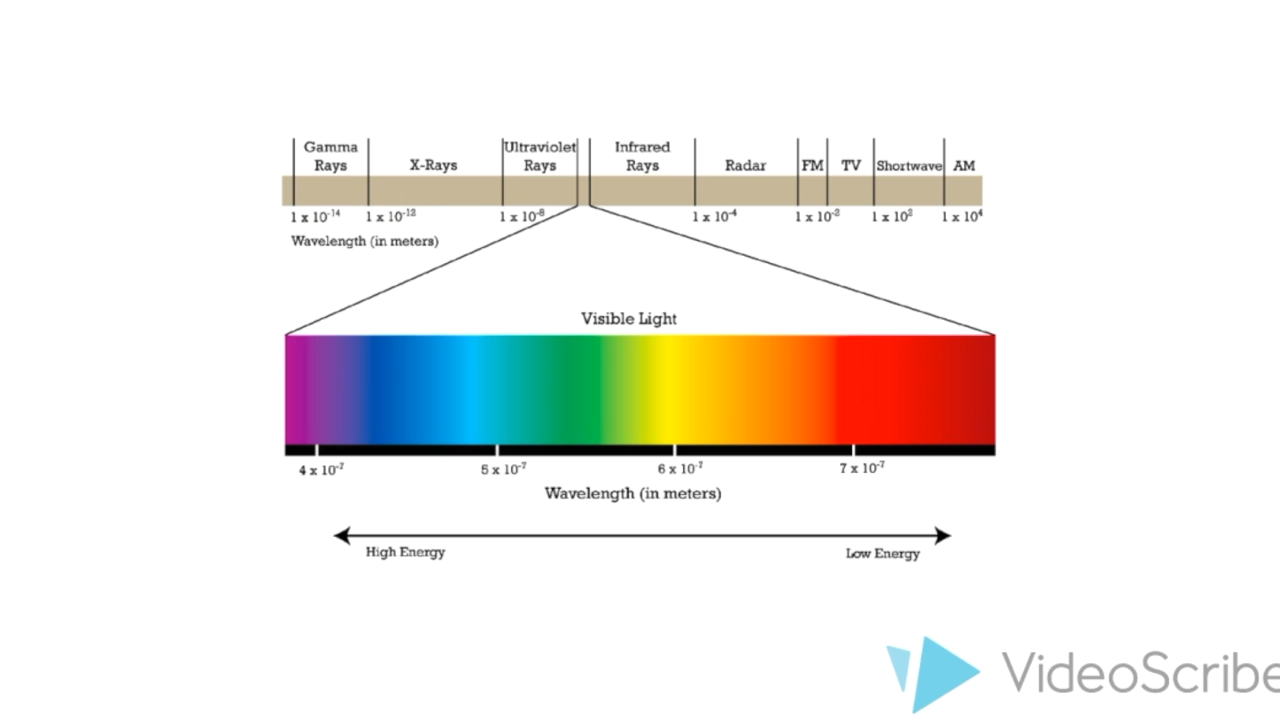 Gamma Rays
X-Rays
Ultraviolet Rays
Infrared Rays
Radar
FM
TV
Shortwave
AM
1 x 10⁻¹⁴
1 x 10⁻¹²
1 x 10⁻⁸
1 x 10⁻⁴
1 x 10⁻²
1 x 10²
1 x 10⁴
Wavelength (in meters)
Visible Light
4 x 10⁻⁷
5 x 10⁻⁷
6 x 10⁻⁷
7 x 10⁻⁷
Wavelength (in meters)
High Energy
Low Energy
VideoScribe